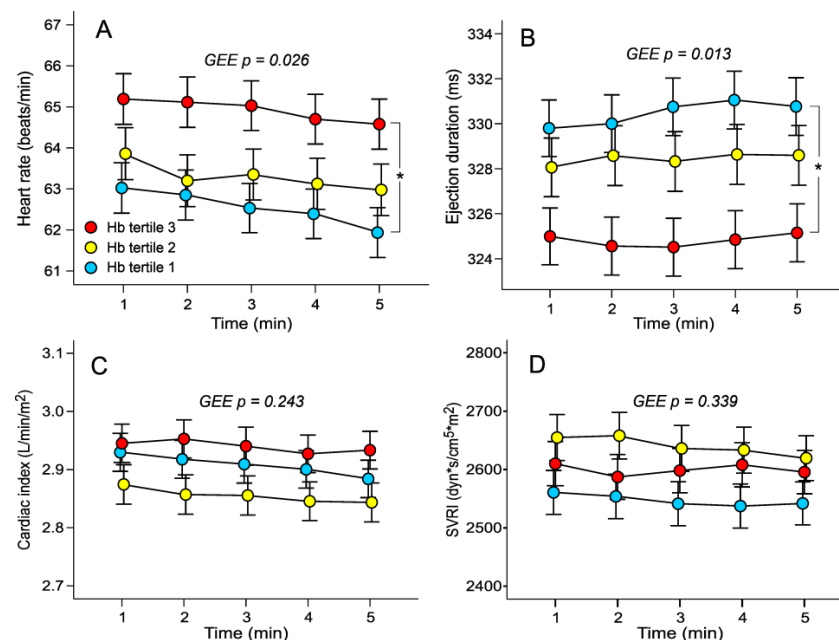 A
GEE p = 0.026
Heart rate (beats/min)
67
66
65
64
63
62
61
*
Hb tertile 3
Hb tertile 2
Hb tertile 1
1 2 3 4 5
Time (min)
B
GEE p = 0.013
Ejection duration (ms)
334
332
330
328
325
324
*
1 2 3 4 5
Time (min)
C
GEE p = 0.243
Cardiac index (L/min/m²)
3.1
3.0
2.9
2.8
2.7
1 2 3 4 5
Time (min)
D
GEE p = 0.339
SVRI (dyn*s/cm⁵*m²)
2800
2700
2600
2500
2400
1 2 3 4 5
Time (min)